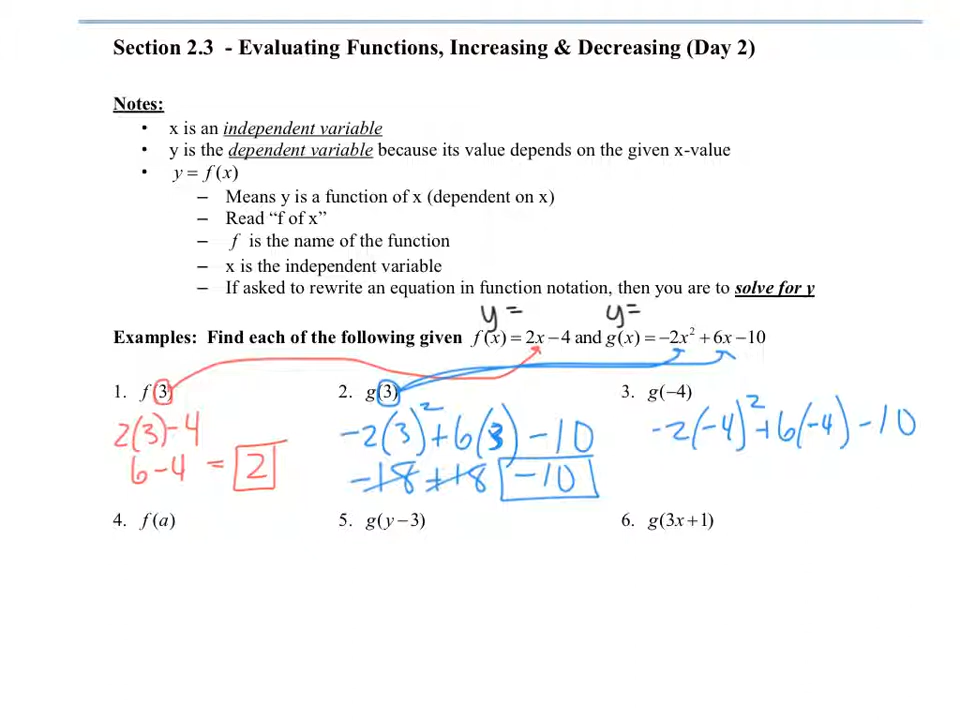 Section 2.3 - Evaluating Functions, Increasing & Decreasing (Day 2)
Notes:
• x is an independent variable
• y is the dependent variable because its value depends on the given x-value
• y = f(x)
– Means y is a function of x (dependent on x)
– Read “f of x”
– f is the name of the function
– x is the independent variable
– If asked to rewrite an equation in function notation, then you are to solve for y
y = y=
Examples: Find each of the following given f(x) = 2x − 4 and g(x) = −2x² + 6x − 10
1. f(3) 2. g(3) 3. g(−4)
2(3) - 4 -2(3)² + 6(3) - 10 -2(-4)² + 6(-4) - 10
6 - 4 = 2 -18 + 18 -10
4. f(a) 5. g(y − 3) 6. g(3x + 1)